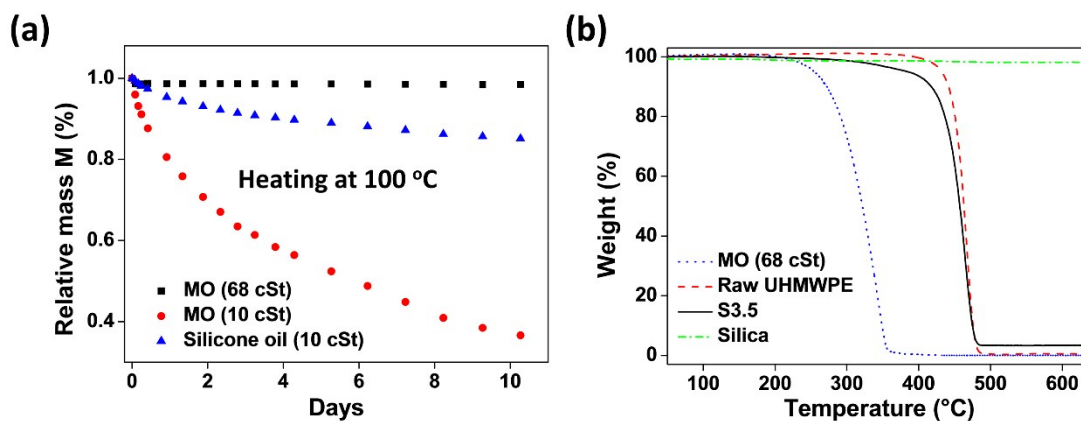 (a)
Relative mass M (%)
1.0
0.8
0.6
0.4
Heating at 100 °C
MO (68 cSt)
MO (10 cSt)
Silicone oil (10 cSt)
0 2 4 6 8 10
Days
(b)
Weight (%)
100
80
60
40
20
0
MO (68 cSt)
Raw UHMWPE
S3.5
Silica
100 200 300 400 500 600
Temperature (°C)